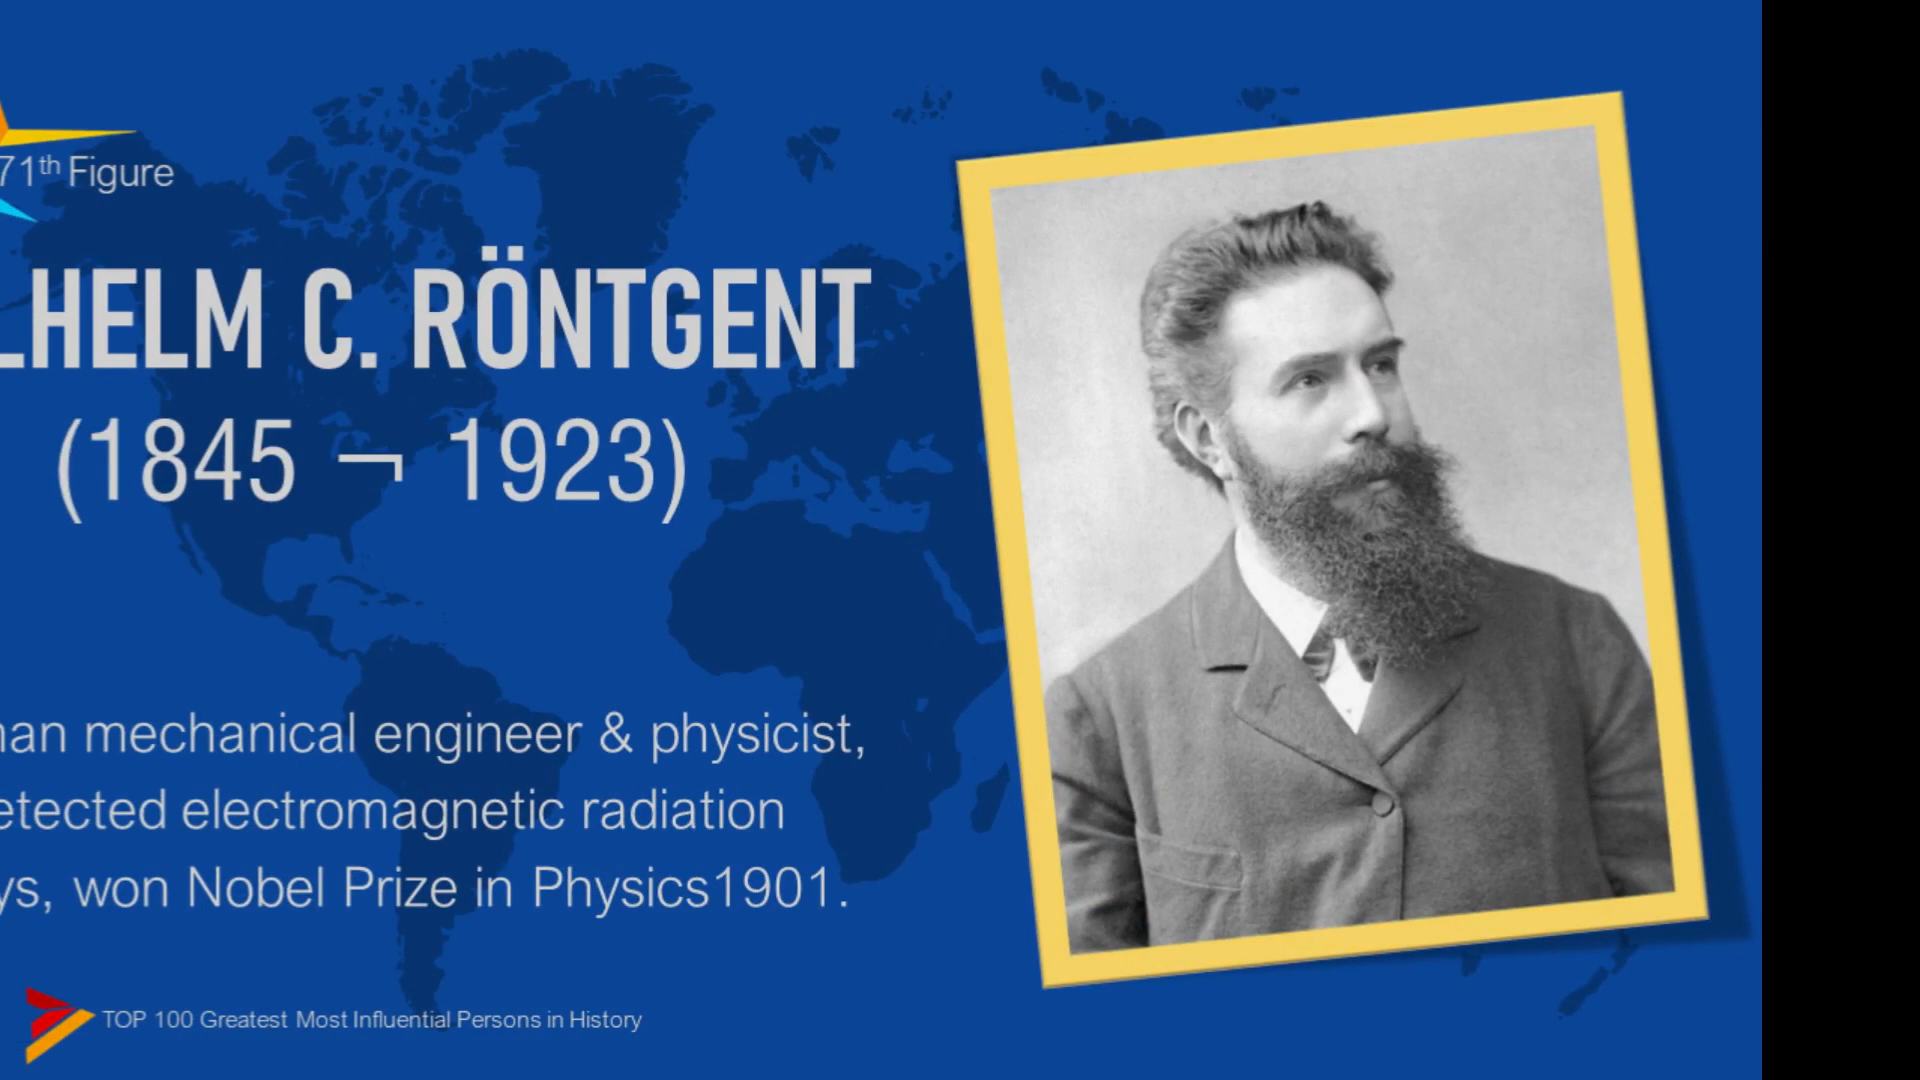 71th Figure
LHELM C. RÖNTGENT
(1845 ¬ 1923)
man mechanical engineer & physicist,
etected electromagnetic radiation
ys, won Nobel Prize in Physics1901.
TOP 100 Greatest Most Influential Persons in History